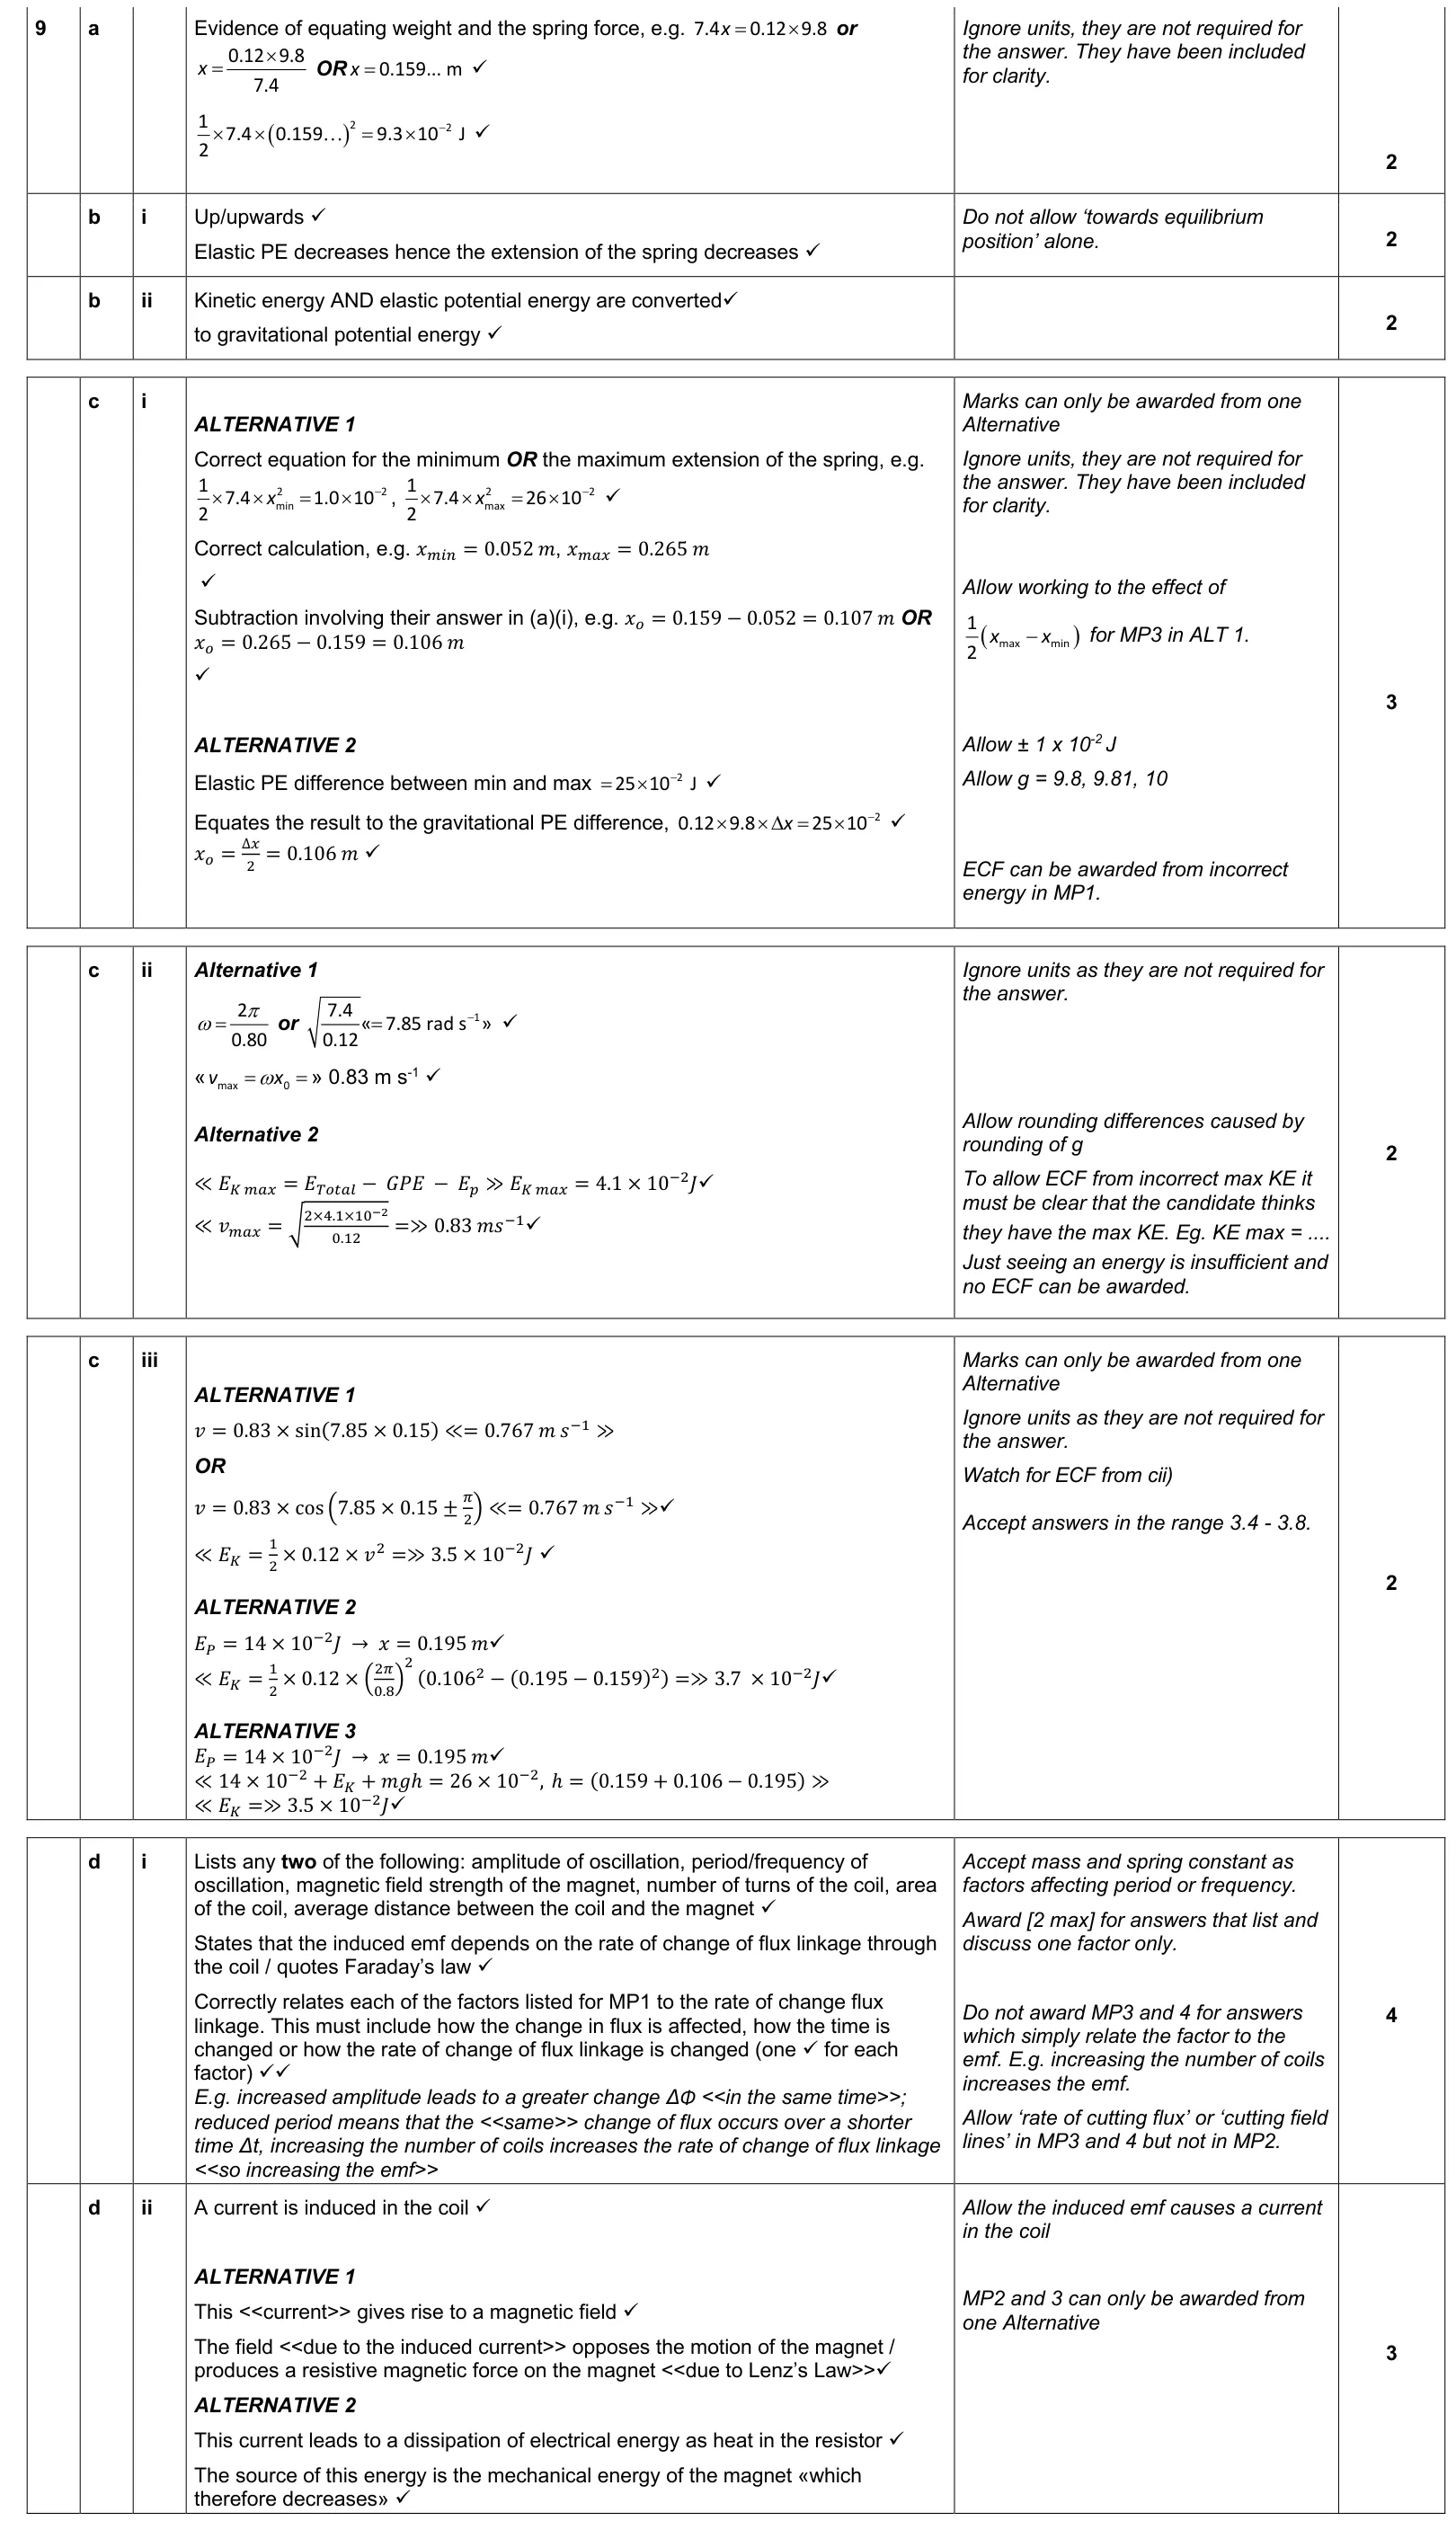 9 a Evidence of equating weight and the spring force, e.g. 7.4x = 0.12×9.8 or
x = 0.12×9.8/7.4 OR x = 0.159... m ✓
1/2 ×7.4×(0.159…)² = 9.3×10⁻² J ✓
Ignore units, they are not required for
the answer. They have been included
for clarity.
2
b i Up/upwards ✓
Elastic PE decreases hence the extension of the spring decreases ✓
Do not allow ‘towards equilibrium
position’ alone.
2
b ii Kinetic energy AND elastic potential energy are converted✓
to gravitational potential energy ✓
2
c i
ALTERNATIVE 1
Correct equation for the minimum OR the maximum extension of the spring, e.g.
1/2 ×7.4× x²min = 1.0×10⁻² , 1/2 ×7.4× x²max = 26×10⁻² ✓
Correct calculation, e.g. xmin = 0.052 m, xmax = 0.265 m
✓
Subtraction involving their answer in (a)(i), e.g. xo = 0.159 − 0.052 = 0.107 m OR
xo = 0.265 − 0.159 = 0.106 m
✓
ALTERNATIVE 2
Elastic PE difference between min and max = 25×10⁻² J ✓
Equates the result to the gravitational PE difference, 0.12×9.8×Δx = 25×10⁻² ✓
xo = Δx/2 = 0.106 m ✓
Marks can only be awarded from one
Alternative
Ignore units, they are not required for
the answer. They have been included
for clarity.
Allow working to the effect of
1/2 (xmax − xmin) for MP3 in ALT 1.
Allow ± 1 x 10⁻² J
Allow g = 9.8, 9.81, 10
ECF can be awarded from incorrect
energy in MP1.
3
c ii Alternative 1
ω = 2π/0.80 or √(7.4/0.12) «= 7.85 rad s⁻¹» ✓
« vmax = ωx0 = » 0.83 m s⁻¹ ✓
Alternative 2
≪ EK max = ETotal − GPE − Ep ≫ EK max = 4.1 × 10⁻²J✓
≪ vmax = √(2×4.1×10⁻²/0.12) =≫ 0.83 ms⁻¹✓
Ignore units as they are not required for
the answer.
Allow rounding differences caused by
rounding of g
To allow ECF from incorrect max KE it
must be clear that the candidate thinks
they have the max KE. Eg. KE max = ....
Just seeing an energy is insufficient and
no ECF can be awarded.
2
c iii
ALTERNATIVE 1
v = 0.83 × sin(7.85 × 0.15) ≪= 0.767 m s⁻¹ ≫
OR
v = 0.83 × cos(7.85 × 0.15 ± π/2) ≪= 0.767 m s⁻¹ ≫✓
≪ EK = 1/2 × 0.12 × v² =≫ 3.5 × 10⁻²J ✓
ALTERNATIVE 2
EP = 14 × 10⁻²J → x = 0.195 m✓
≪ EK = 1/2 × 0.12 × (2π/0.8)² (0.106² − (0.195 − 0.159)²) =≫ 3.7 × 10⁻²J✓
ALTERNATIVE 3
EP = 14 × 10⁻²J → x = 0.195 m✓
≪ 14 × 10⁻² + EK + mgh = 26 × 10⁻², h = (0.159 + 0.106 − 0.195) ≫
≪ EK =≫ 3.5 × 10⁻²J✓
Marks can only be awarded from one
Alternative
Ignore units as they are not required for
the answer.
Watch for ECF from cii)
Accept answers in the range 3.4 - 3.8.
2
d i Lists any two of the following: amplitude of oscillation, period/frequency of
oscillation, magnetic field strength of the magnet, number of turns of the coil, area
of the coil, average distance between the coil and the magnet ✓
States that the induced emf depends on the rate of change of flux linkage through
the coil / quotes Faraday’s law ✓
Correctly relates each of the factors listed for MP1 to the rate of change flux
linkage. This must include how the change in flux is affected, how the time is
changed or how the rate of change of flux linkage is changed (one ✓ for each
factor) ✓✓
E.g. increased amplitude leads to a greater change ΔΦ <<in the same time>>;
reduced period means that the <<same>> change of flux occurs over a shorter
time Δt, increasing the number of coils increases the rate of change of flux linkage
<<so increasing the emf>>
Accept mass and spring constant as
factors affecting period or frequency.
Award [2 max] for answers that list and
discuss one factor only.
Do not award MP3 and 4 for answers
which simply relate the factor to the
emf. E.g. increasing the number of coils
increases the emf.
Allow ‘rate of cutting flux’ or ‘cutting field
lines’ in MP3 and 4 but not in MP2.
4
d ii A current is induced in the coil ✓
ALTERNATIVE 1
This <<current>> gives rise to a magnetic field ✓
The field <<due to the induced current>> opposes the motion of the magnet /
produces a resistive magnetic force on the magnet <<due to Lenz’s Law>>✓
ALTERNATIVE 2
This current leads to a dissipation of electrical energy as heat in the resistor ✓
The source of this energy is the mechanical energy of the magnet «which
therefore decreases» ✓
Allow the induced emf causes a current
in the coil
MP2 and 3 can only be awarded from
one Alternative
3